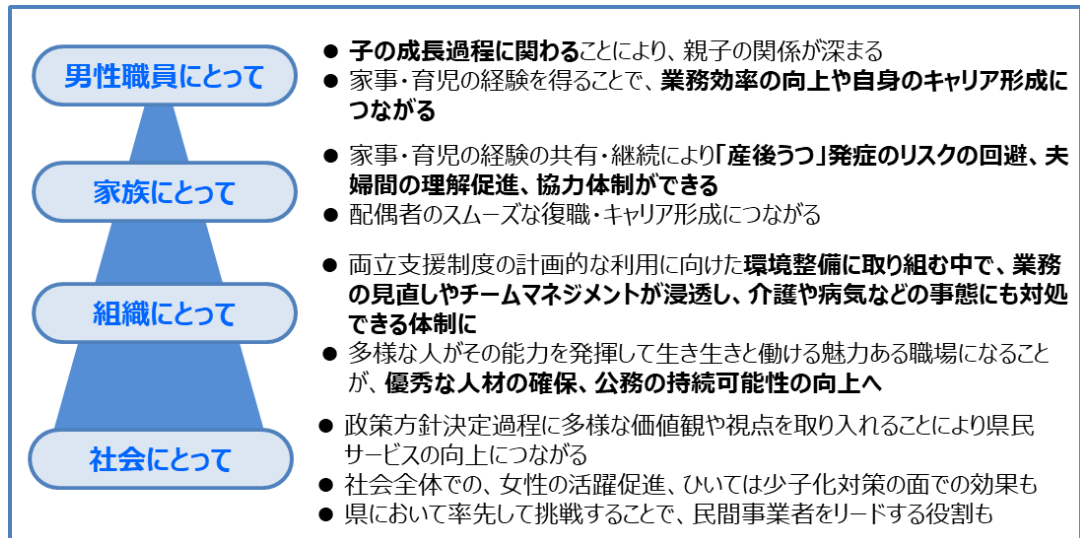 男性職員にとって
● 子の成長過程に関わることにより、親子の関係が深まる
● 家事・育児の経験を得ることで、業務効率の向上や自身のキャリア形成に
つながる
家族にとって
● 家事・育児の経験の共有・継続により「産後うつ」発症のリスクの回避、夫
婦間の理解促進、協力体制ができる
● 配偶者のスムーズな復職・キャリア形成につながる
組織にとって
● 両立支援制度の計画的な利用に向けた環境整備に取り組む中で、業務
の見直しやチームマネジメントが浸透し、介護や病気などの事態にも対処
できる体制に
● 多様な人がその能力を発揮して生き生きと働ける魅力ある職場になること
が、優秀な人材の確保、公務の持続可能性の向上へ
社会にとって
● 政策方針決定過程に多様な価値観や視点を取り入れることにより県民
サービスの向上につながる
● 社会全体での、女性の活躍促進、ひいては少子化対策の面での効果も
● 県において率先して挑戦することで、民間事業者をリードする役割も